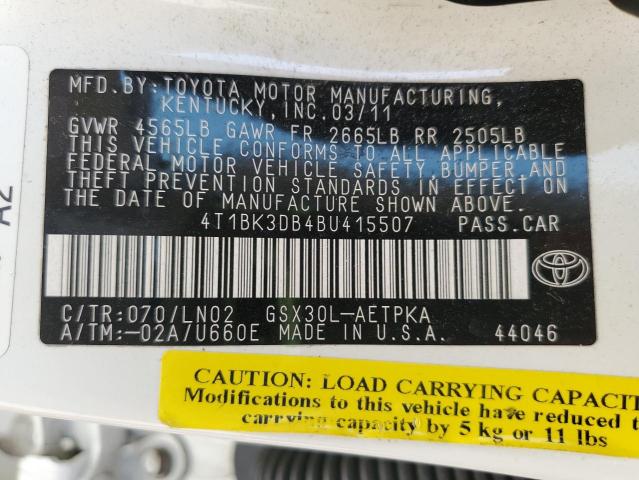 MFD.BY:TOYOTA MOTOR MANUFACTURING,
KENTUCKY, INC.03/11
GVWR 4565LB GAWR FR 2665LB RR 2505LB
THIS VEHICLE CONFORMS TO ALL APPLICABLE
FEDERAL MOTOR VEHICLE SAFETY,BUMPER,AND
THEFT PREVENTION STANDARDS IN EFFECT ON
THE DATE OF MANUFACTURE SHOWN ABOVE.
4T1BK3DB4BU415507 PASS.CAR
C/TR:070/LN02 GSX30L-AETPKA
A/TM:-02A/U660E MADE IN U.S.A. 44046
A2
CAUTION: LOAD CARRYING CAPACIT
Modifications to this vehicle have reduced t
carrying capacity by 5 kg or 11 lbs